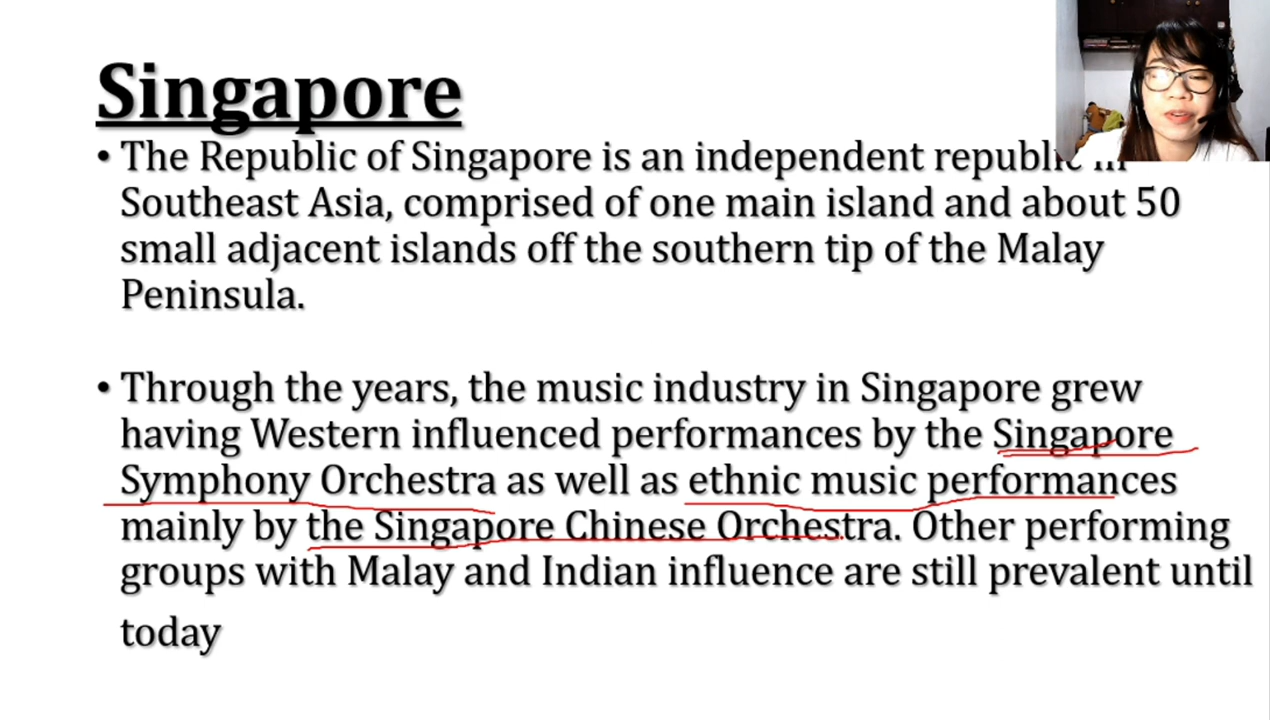 Singapore
• The Republic of Singapore is an independent republic in
Southeast Asia, comprised of one main island and about 50
small adjacent islands off the southern tip of the Malay
Peninsula.
• Through the years, the music industry in Singapore grew
having Western influenced performances by the Singapore
Symphony Orchestra as well as ethnic music performances
mainly by the Singapore Chinese Orchestra. Other performing
groups with Malay and Indian influence are still prevalent until
today